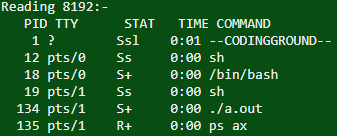 Reading 8192:-
PID TTY STAT TIME COMMAND
1 ? Ssl 0:01 --CODINGGROUND--
12 pts/0 Ss 0:00 sh
18 pts/0 S+ 0:00 /bin/bash
19 pts/1 Ss 0:00 sh
134 pts/1 S+ 0:00 ./a.out
135 pts/1 R+ 0:00 ps ax